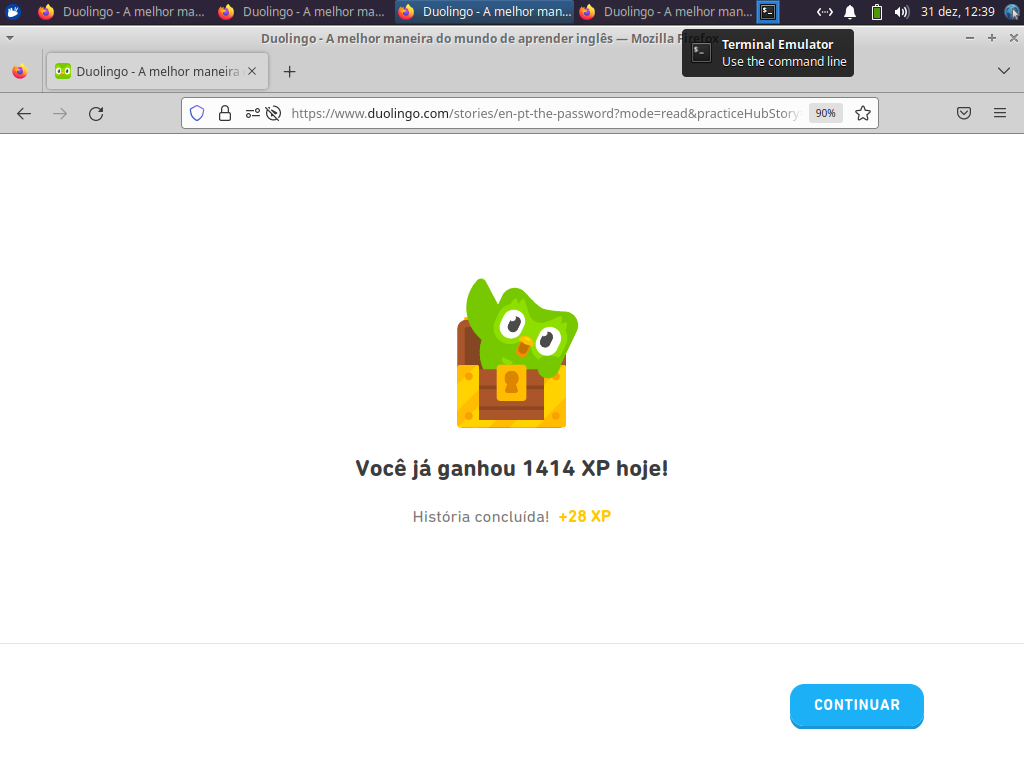 Duolingo - A melhor ma... Duolingo - A melhor ma... Duolingo - A melhor man... Duolingo - A melhor man... 31 dez, 12:39
Duolingo - A melhor maneira do mundo de aprender inglês — Mozilla Firefox
Terminal Emulator
Use the command line
Duolingo - A melhor maneira
https://www.duolingo.com/stories/en-pt-the-password?mode=read&practiceHubStory 90%
Você já ganhou 1414 XP hoje!
História concluída! +28 XP
CONTINUAR